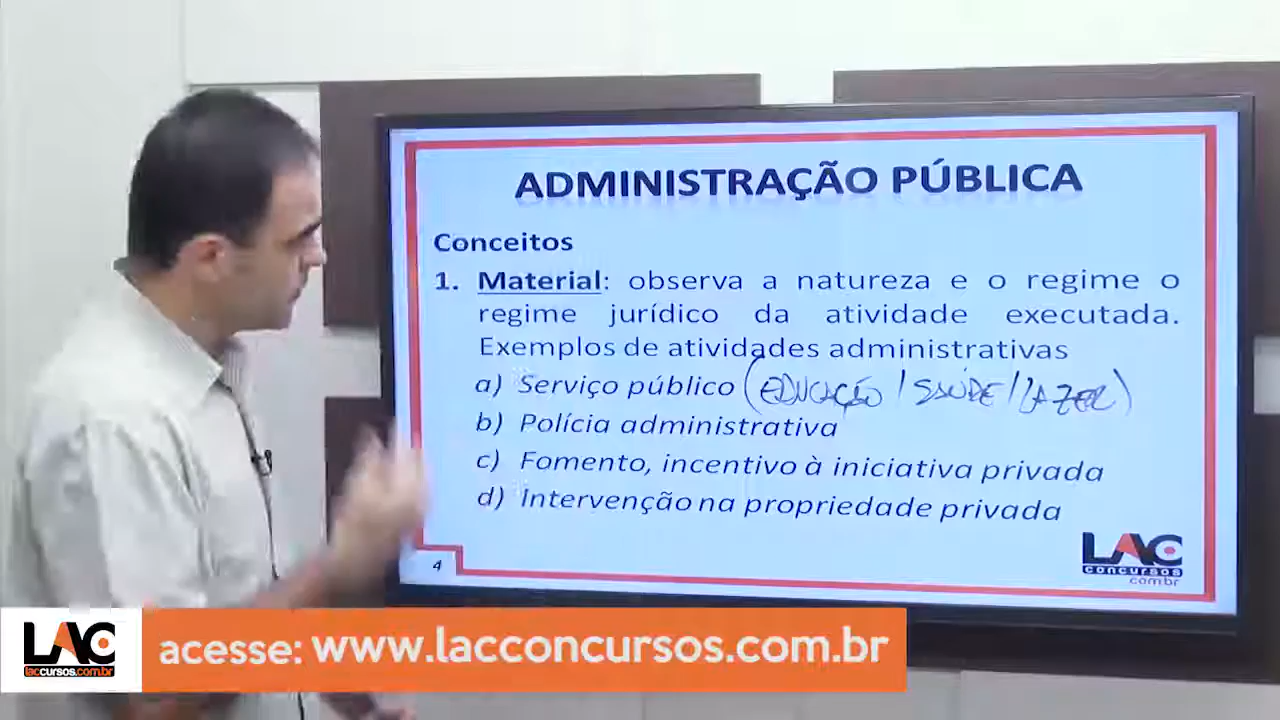 ADMINISTRAÇÃO PÚBLICA
Conceitos
1. Material: observa a natureza e o regime o
regime jurídico da atividade executada.
Exemplos de atividades administrativas
a) Serviço público (EDUCAÇÃO / SAÚDE / LAZER)
b) Polícia administrativa
c) Fomento, incentivo à iniciativa privada
d) Intervenção na propriedade privada
4
LAC
concursos
.com.br
LAC
laccursos.com.br
acesse: www.lacconcursos.com.br